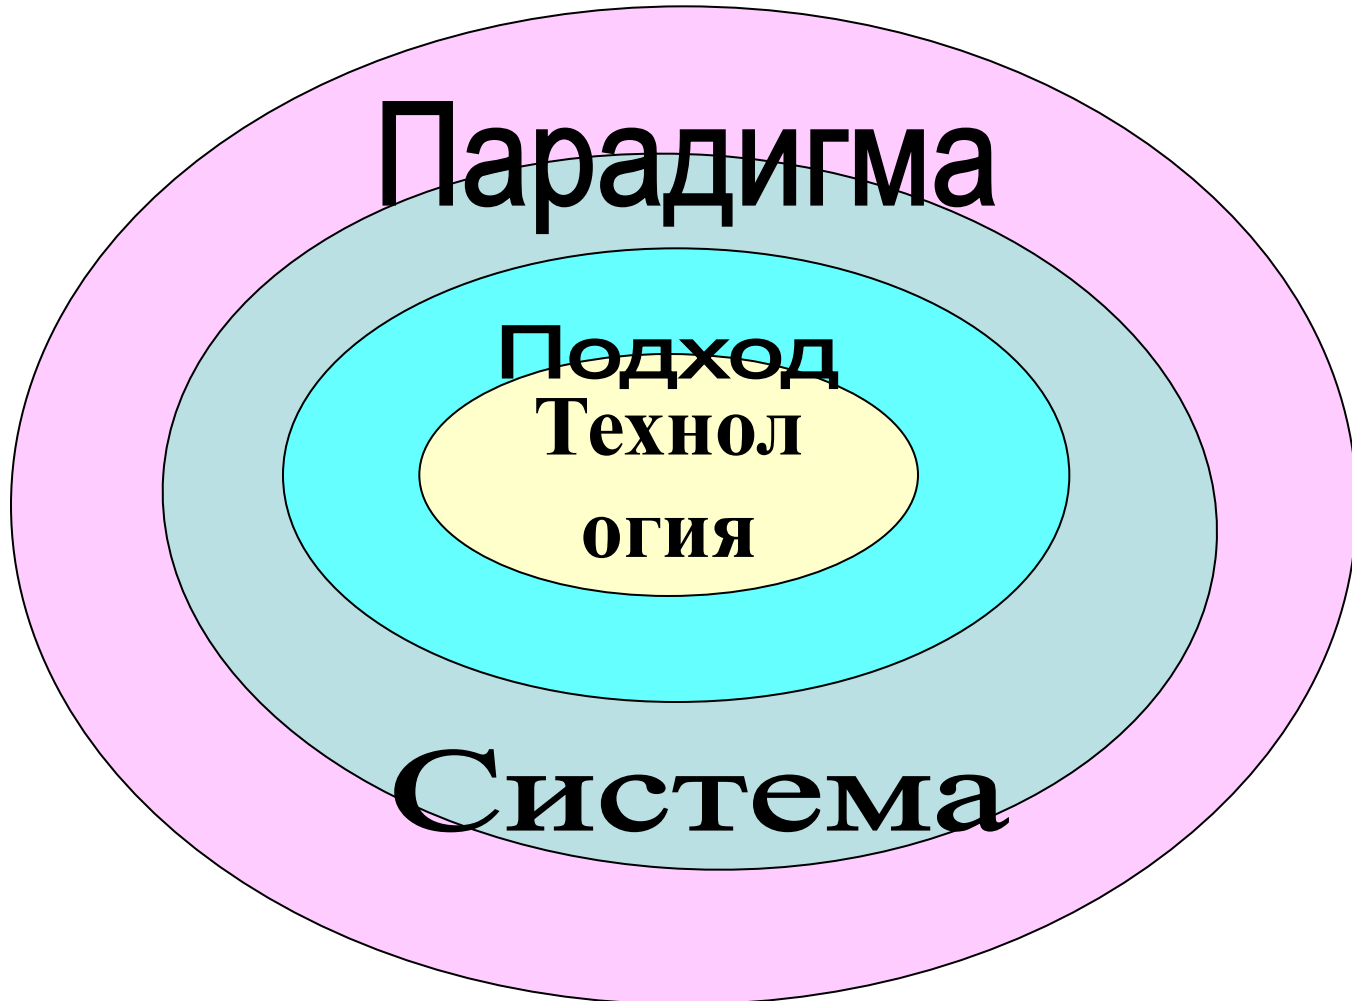 Парадигма
Подход
Технол
огия
Система